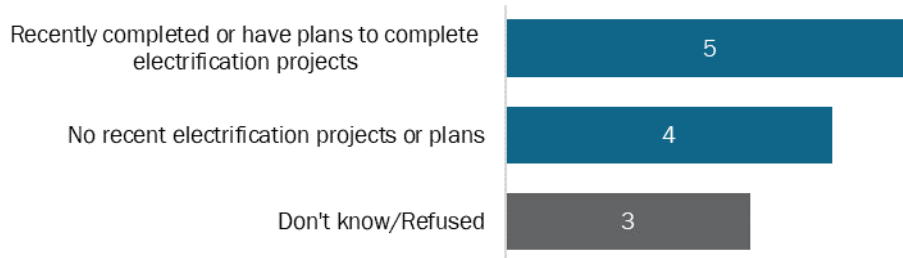 Recently completed or have plans to complete
electrification projects
5
No recent electrification projects or plans
4
Don't know/Refused
3